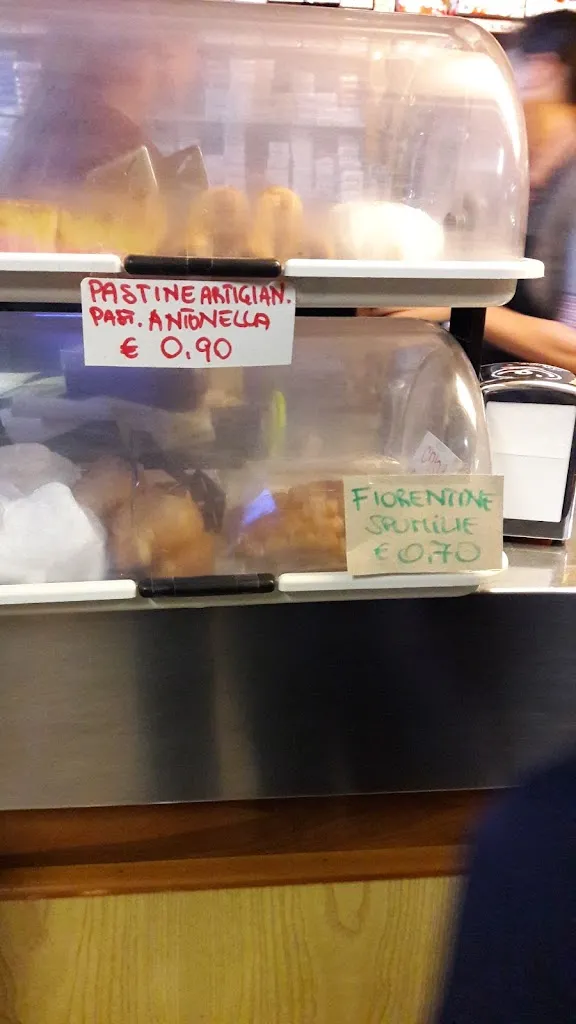 PASTINE ARTIGIAN.
PAST. ANTONELLA
€ 0.90
FIORENTINE
SPUMILIE
€ 0.70